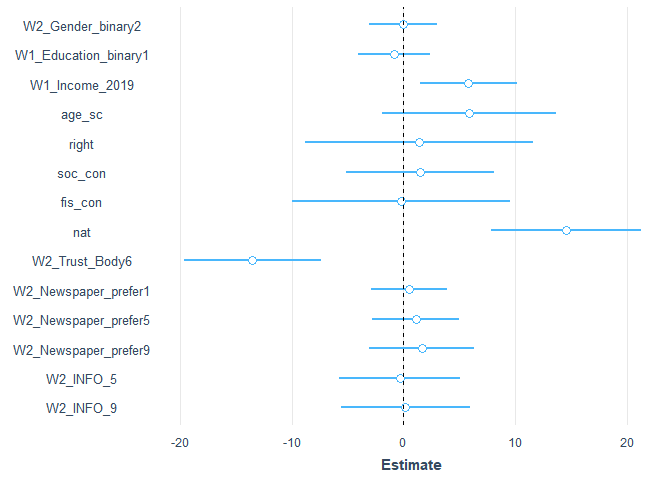 W2_Gender_binary2
W1_Education_binary1
W1_Income_2019
age_sc
right
soc_con
fis_con
nat
W2_Trust_Body6
W2_Newspaper_prefer1
W2_Newspaper_prefer5
W2_Newspaper_prefer9
W2_INFO_5
W2_INFO_9
-20 -10 0 10 20
Estimate